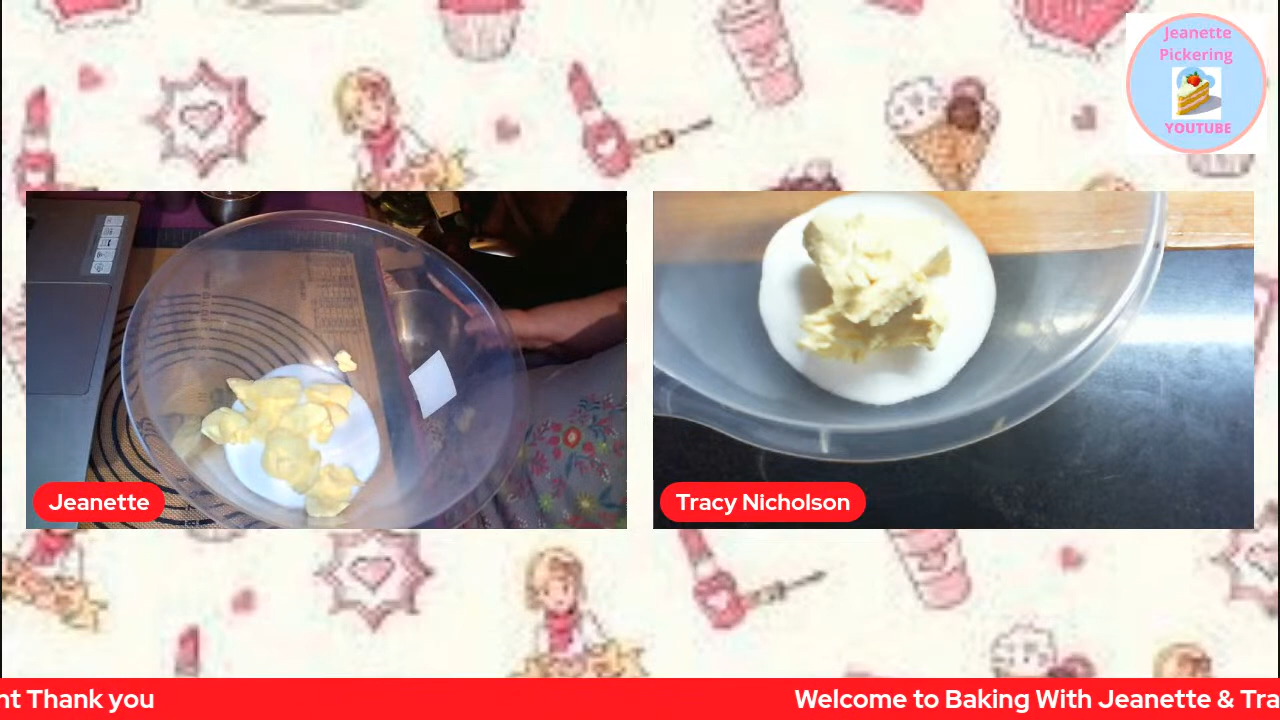 Jeanette
Pickering
YOUTUBE
Jeanette
Tracy Nicholson
nt Thank you
Welcome to Baking With Jeanette & Tra